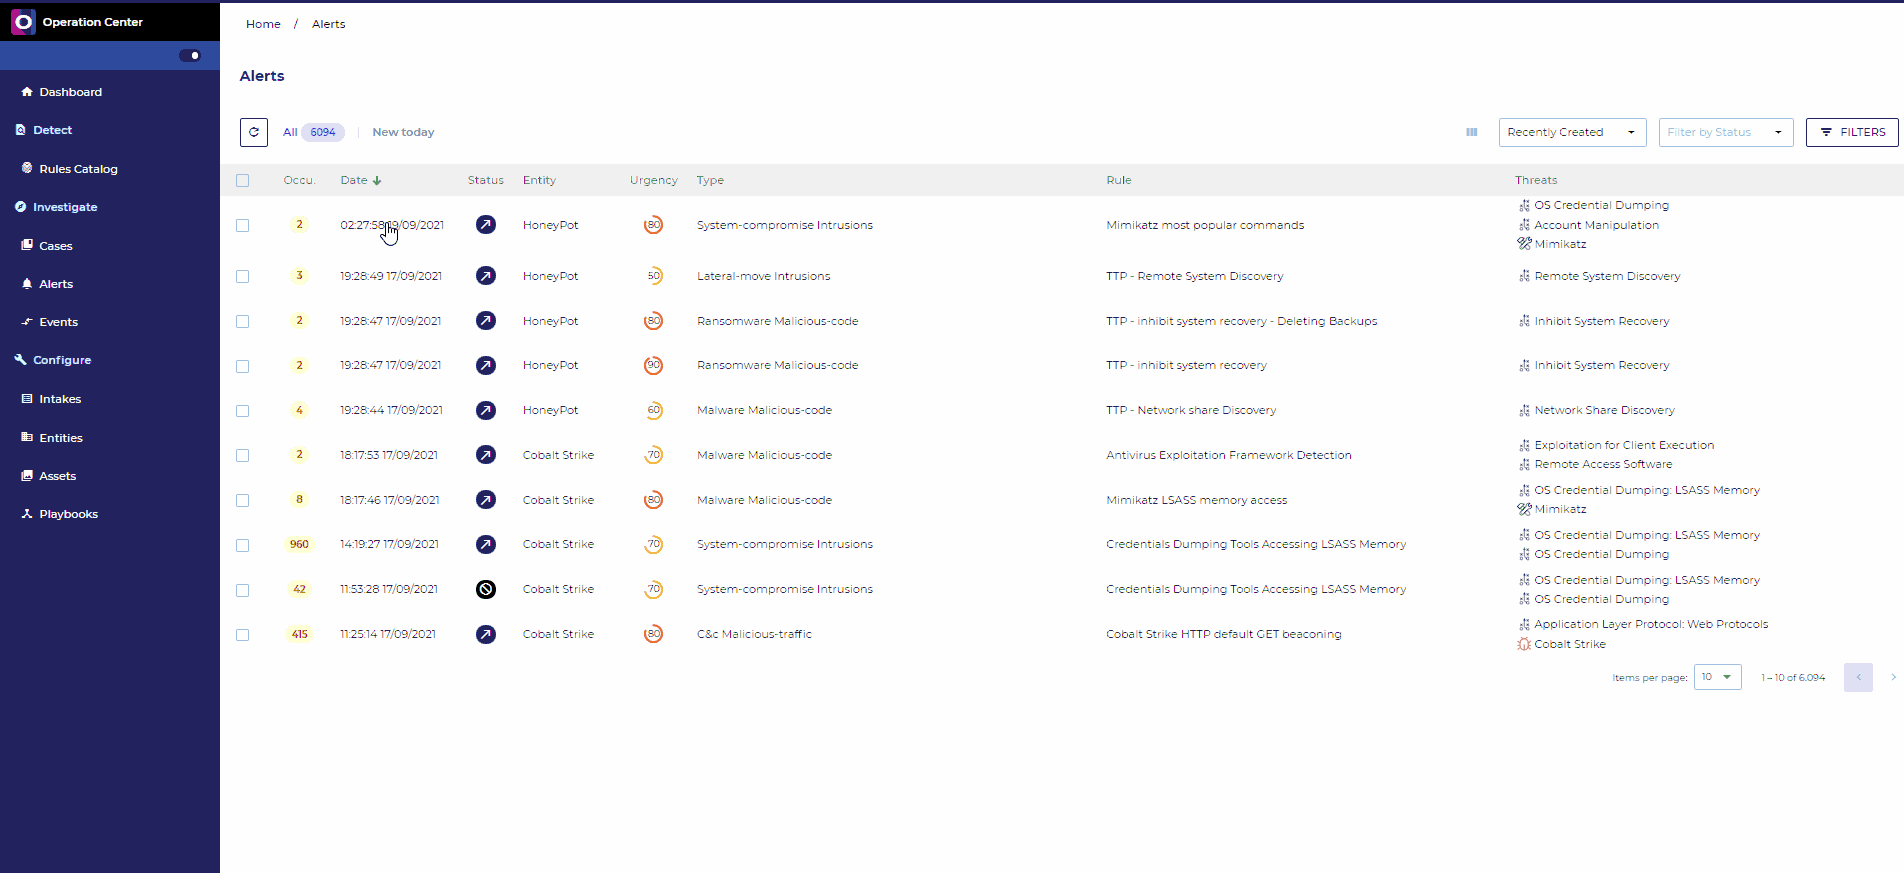 Operation Center
Home / Alerts
Dashboard
Detect
Rules Catalog
Investigate
Cases
Alerts
Events
Configure
Intakes
Entities
Assets
Playbooks
Alerts
All 6094 New today
Recently Created Filter by Status FILTERS
Occu. Date Status Entity Urgency Type Rule Threats
2 02:27:58 19/09/2021 HoneyPot 80 System-compromise Intrusions Mimikatz most popular commands
OS Credential Dumping
Account Manipulation
Mimikatz
3 19:28:49 17/09/2021 HoneyPot 50 Lateral-move Intrusions TTP - Remote System Discovery Remote System Discovery
2 19:28:47 17/09/2021 HoneyPot 80 Ransomware Malicious-code TTP - inhibit system recovery - Deleting Backups Inhibit System Recovery
2 19:28:47 17/09/2021 HoneyPot 90 Ransomware Malicious-code TTP - inhibit system recovery Inhibit System Recovery
4 19:28:44 17/09/2021 HoneyPot 60 Malware Malicious-code TTP - Network share Discovery Network Share Discovery
2 18:17:53 17/09/2021 Cobalt Strike 70 Malware Malicious-code Antivirus Exploitation Framework Detection
Exploitation for Client Execution
Remote Access Software
8 18:17:46 17/09/2021 Cobalt Strike 80 Malware Malicious-code Mimikatz LSASS memory access
OS Credential Dumping: LSASS Memory
Mimikatz
960 14:19:27 17/09/2021 Cobalt Strike 70 System-compromise Intrusions Credentials Dumping Tools Accessing LSASS Memory
OS Credential Dumping: LSASS Memory
OS Credential Dumping
42 11:53:28 17/09/2021 Cobalt Strike 70 System-compromise Intrusions Credentials Dumping Tools Accessing LSASS Memory
OS Credential Dumping: LSASS Memory
OS Credential Dumping
415 11:25:14 17/09/2021 Cobalt Strike 80 C&c Malicious-traffic Cobalt Strike HTTP default GET beaconing
Application Layer Protocol: Web Protocols
Cobalt Strike
Items per page: 10 1 – 10 of 6.094